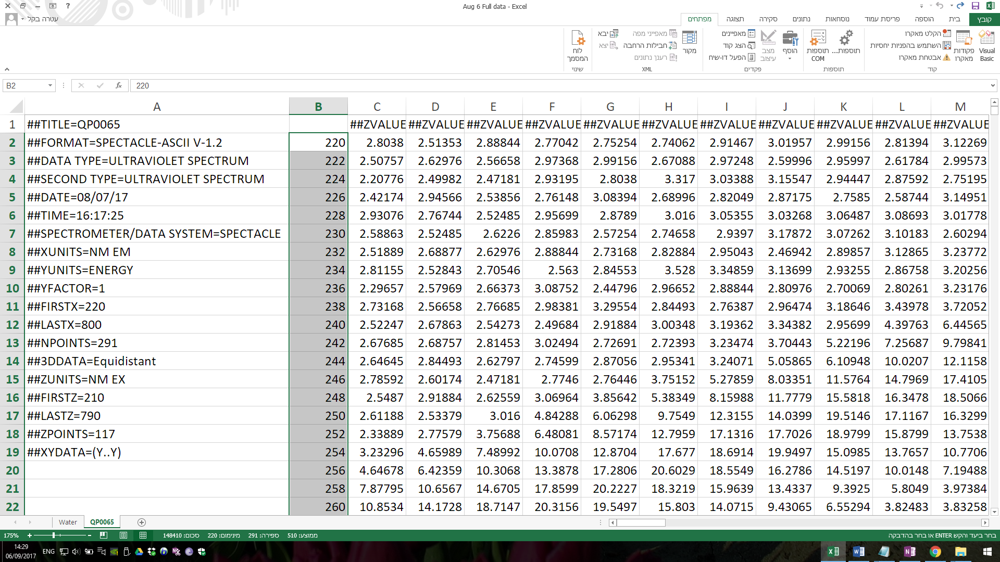 Aug 6 Full data - Excel
עטרה בקל
קובץ
בית
הוספה
פריסת עמוד
נוסחאות
נתונים
סקירה
תצוגה
מפתחים
Visual Basic
פקודות מאקרו
הקלט מאקרו
השתמש בהפניות יחסיות
אבטחת מאקרו
קוד
תוספות...
תוספות COM
תוספות
הוסף
מצב עיצוב
מאפיינים
הצג קוד
הפעל דו-שיח
פקדים
מקור
מאפייני מפה
חבילות הרחבה
רענן נתונים
יבא
יצא
XML
לוח המסמך
שינוי
B2
fx
220
A B C D E F G H I J K L M
1 ##TITLE=QP0065 ##ZVALUE ##ZVALUE ##ZVALUE ##ZVALUE ##ZVALUE ##ZVALUE ##ZVALUE ##ZVALUE ##ZVALUE ##ZVALUE ##ZVALUE
2 ##FORMAT=SPECTACLE-ASCII V-1.2 220 2.8038 2.51353 2.88844 2.77042 2.75254 2.74062 2.91467 3.01957 2.99156 2.81394 3.12269
3 ##DATA TYPE=ULTRAVIOLET SPECTRUM 222 2.50757 2.62976 2.56658 2.97368 2.99156 2.67088 2.97248 2.59996 2.95997 2.61784 2.99573
4 ##SECOND TYPE=ULTRAVIOLET SPECTRUM 224 2.20776 2.49982 2.47181 2.93195 2.8038 3.317 3.03388 3.15547 2.94447 2.87592 2.75195
5 ##DATE=08/07/17 226 2.42174 2.94566 2.53856 2.76148 3.08394 2.68996 2.82049 2.87175 2.7585 2.58744 3.14951
6 ##TIME=16:17:25 228 2.93076 2.76744 2.52485 2.95699 2.8789 3.016 3.05355 3.03268 3.06487 3.08693 3.01778
7 ##SPECTROMETER/DATA SYSTEM=SPECTACLE 230 2.58863 2.52485 2.6226 2.85983 2.57254 2.74658 2.9397 3.17872 3.07262 3.10183 2.60294
8 ##XUNITS=NM EM 232 2.51889 2.68877 2.62976 2.88844 2.73168 2.82884 2.95043 2.46942 2.89857 3.12865 3.23772
9 ##YUNITS=ENERGY 234 2.81155 2.52843 2.70546 2.563 2.84553 3.528 3.34859 3.13699 2.93255 2.86758 3.20256
10 ##YFACTOR=1 236 2.29657 2.57969 2.66373 3.08752 2.44796 2.96652 2.88844 2.80976 2.70069 2.80261 3.23176
11 ##FIRSTX=220 238 2.73168 2.56658 2.76685 2.98381 3.29554 2.84493 2.76387 2.96474 3.18646 3.43978 3.72052
12 ##LASTX=800 240 2.52247 2.67863 2.54273 2.49684 2.91884 3.00348 3.19362 3.34382 2.95699 4.39763 6.44565
13 ##NPOINTS=291 242 2.67685 2.68757 2.81453 3.02494 2.72691 2.72393 3.23474 3.70443 5.22196 7.25687 9.79841
14 ##3DDATA=Equidistant 244 2.64645 2.84493 2.62797 2.74599 2.87056 2.95341 3.24071 5.05865 6.10948 10.0207 12.1158
15 ##ZUNITS=NM EX 246 2.78592 2.60174 2.47181 2.7746 2.76446 3.75152 5.27859 8.03351 11.5764 14.7969 17.4105
16 ##FIRSTZ=210 248 2.5487 2.91884 2.62559 3.06964 3.85642 5.38349 8.15988 11.7779 15.5818 16.3478 18.5066
17 ##LASTZ=790 250 2.61188 2.53379 3.016 4.84288 6.06298 9.7549 12.3155 14.0399 19.5146 17.1167 16.3299
18 ##ZPOINTS=117 252 2.33889 2.77579 3.75688 6.48081 8.57174 12.7959 17.1316 17.7026 18.9799 15.8799 13.7538
19 ##XYDATA=(Y..Y) 254 3.23296 4.65989 7.48992 10.0708 12.8704 17.677 18.6914 19.9497 15.0985 13.7657 10.7706
20 256 4.64678 6.42359 10.3068 13.3878 17.2806 20.6029 18.5549 16.2786 14.5197 10.0148 7.19488
21 258 7.87795 10.6567 14.6705 17.8599 20.2227 18.3219 15.9639 13.4337 9.3925 5.8049 3.97384
22 260 10.8534 14.1728 18.7147 20.3156 19.5497 15.803 14.0715 9.43065 6.55294 3.82483 3.83258
Water QP0065
175%
סכום: 148410
מינימום: 220
ספירה: 291
ממוצע: 510
בחר ביעד והקש ENTER או בחר בהדבקה
14:29
06/09/2017
ENG